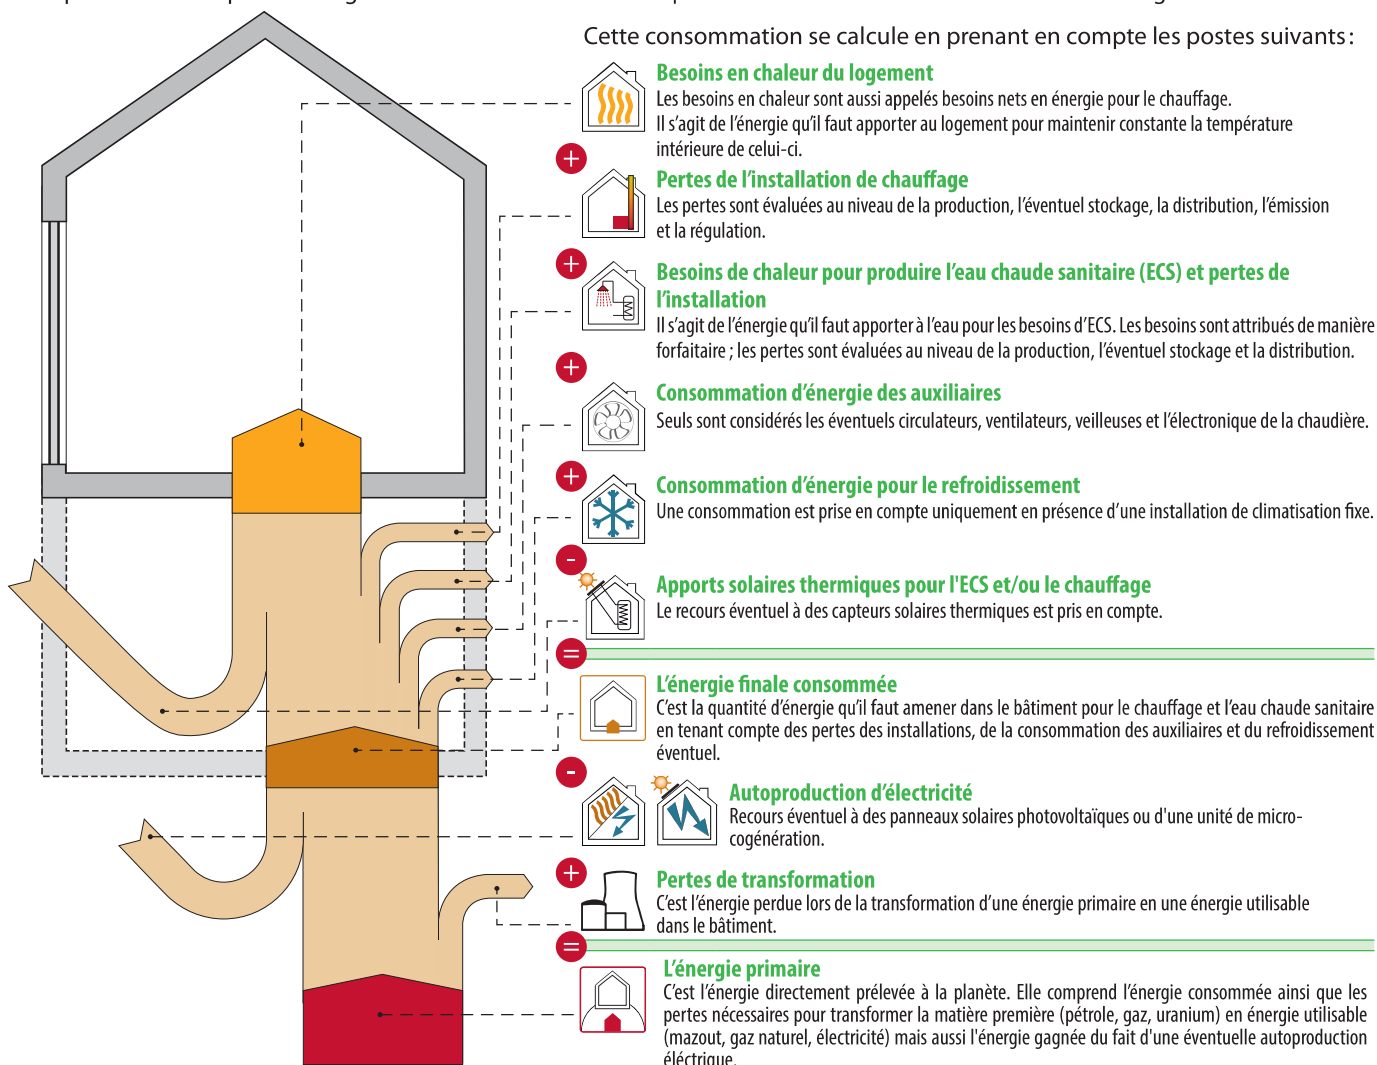 Cette consommation se calcule en prenant en compte les postes suivants :
Besoins en chaleur du logement
Les besoins en chaleur sont aussi appelés besoins nets en énergie pour le chauffage.
Il s’agit de l’énergie qu’il faut apporter au logement pour maintenir constante la température
intérieure de celui-ci.
+
Pertes de l’installation de chauffage
Les pertes sont évaluées au niveau de la production, l’éventuel stockage, la distribution, l’émission
et la régulation.
+
Besoins de chaleur pour produire l’eau chaude sanitaire (ECS) et pertes de
l’installation
Il s’agit de l’énergie qu’il faut apporter à l’eau pour les besoins d’ECS. Les besoins sont attribués de manière
forfaitaire ; les pertes sont évaluées au niveau de la production, l’éventuel stockage et la distribution.
+
Consommation d’énergie des auxiliaires
Seuls sont considérés les éventuels circulateurs, ventilateurs, veilleuses et l’électronique de la chaudière.
+
Consommation d’énergie pour le refroidissement
Une consommation est prise en compte uniquement en présence d’une installation de climatisation fixe.
-
Apports solaires thermiques pour l'ECS et/ou le chauffage
Le recours éventuel à des capteurs solaires thermiques est pris en compte.
=
L’énergie finale consommée
C’est la quantité d’énergie qu’il faut amener dans le bâtiment pour le chauffage et l’eau chaude sanitaire
en tenant compte des pertes des installations, de la consommation des auxiliaires et du refroidissement
éventuel.
-
Autoproduction d’électricité
Recours éventuel à des panneaux solaires photovoltaïques ou d'une unité de micro-
cogénération.
+
Pertes de transformation
C’est l’énergie perdue lors de la transformation d’une énergie primaire en une énergie utilisable
dans le bâtiment.
=
L’énergie primaire
C’est l’énergie directement prélevée à la planète. Elle comprend l’énergie consommée ainsi que les
pertes nécessaires pour transformer la matière première (pétrole, gaz, uranium) en énergie utilisable
(mazout, gaz naturel, électricité) mais aussi l'énergie gagnée du fait d'une éventuelle autoproduction
éléctrique.